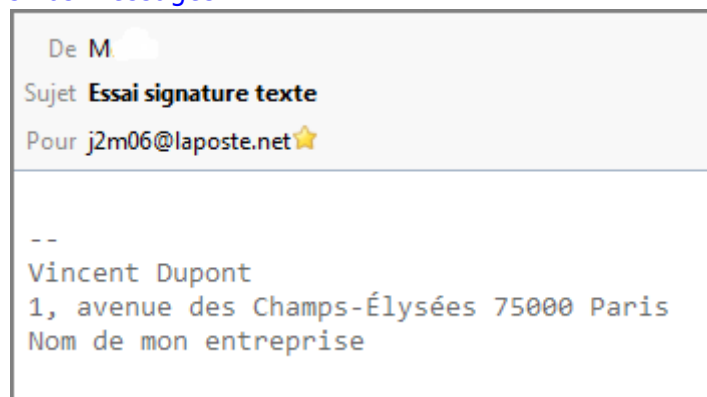 De M
Sujet Essai signature texte
Pour j2m06@laposte.net
--
Vincent Dupont
1, avenue des Champs-Élysées 75000 Paris
Nom de mon entreprise